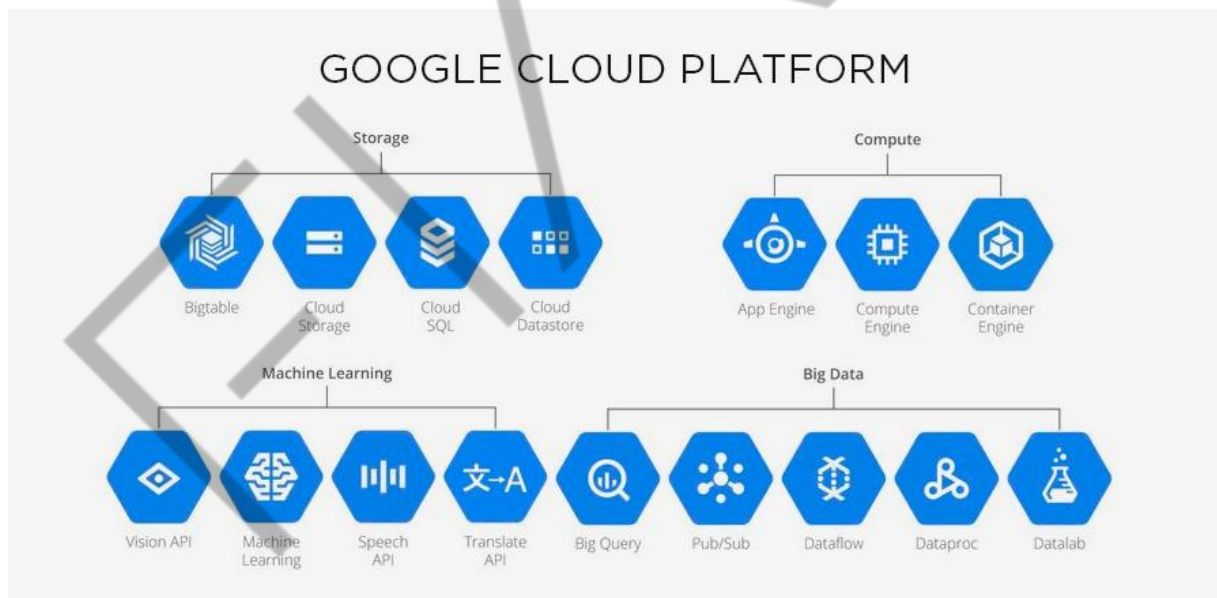 GOOGLE CLOUD PLATFORM
Storage
Compute
Bigtable
Cloud
Storage
Cloud
SQL
Cloud
Datastore
App Engine
Compute
Engine
Container
Engine
Machine Learning
Big Data
文→A
Vision API
Machine
Learning
Speech
API
Translate
API
Big Query
Pub/Sub
Dataflow
Dataproc
Datalab